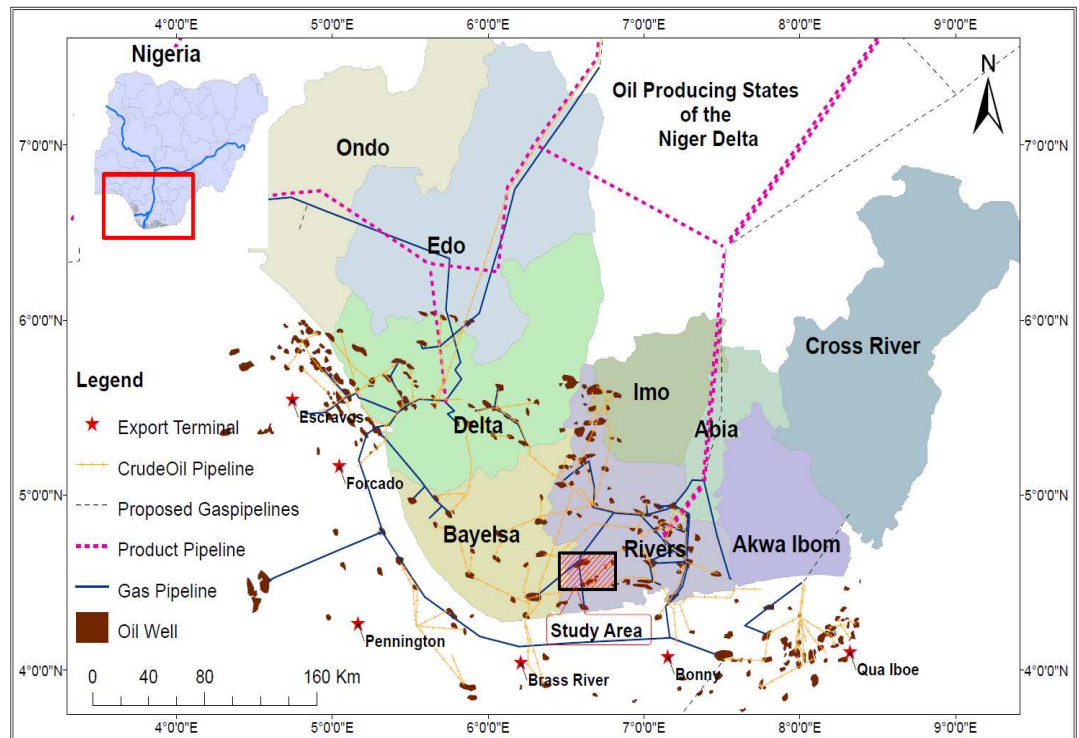 4°0'0"E 5°0'0"E 6°0'0"E 7°0'0"E 8°0'0"E 9°0'0"E
Nigeria
Oil Producing States
of the
Niger Delta
N
7°0'0"N
7°0'0"N
Ondo
Edo
6°0'0"N
6°0'0"N
Cross River
Imo
Abia
Delta
Legend
Export Terminal
CrudeOil Pipeline
Proposed Gaspipelines
Product Pipeline
Gas Pipeline
Oil Well
0 40 80 160 Km
Escravos
Forcado
5°0'0"N
5°0'0"N
Bayelsa
Rivers
Akwa Ibom
Study Area
Pennington
Brass River
Bonny
Qua Iboe
4°0'0"N
4°0'0"N
4°0'0"E 5°0'0"E 6°0'0"E 7°0'0"E 8°0'0"E 9°0'0"E